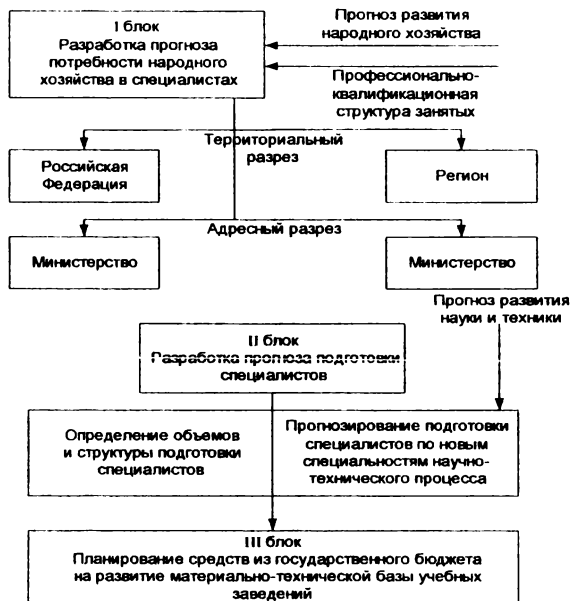 I блок
Разработка прогноза
потребности народного
хозяйства в специалистах
Прогноз развития
народного хозяйства
Профессионально-
квалификационная
структура занятых
Территориальный
разрез
Российская
Федерация
Регион
Адресный разрез
Министерство
Министерство
Прогноз развития
науки и техники
II блок
Разработка прогноза подготовки
специалистов
Определение объемов
и структуры подготовки
специалистов
Прогнозирование подготовки
специалистов по новым
специальностям научно-
технического процесса
III блок
Планирование средств из государственного бюджета
на развитие материально-технической базы учебных
заведений